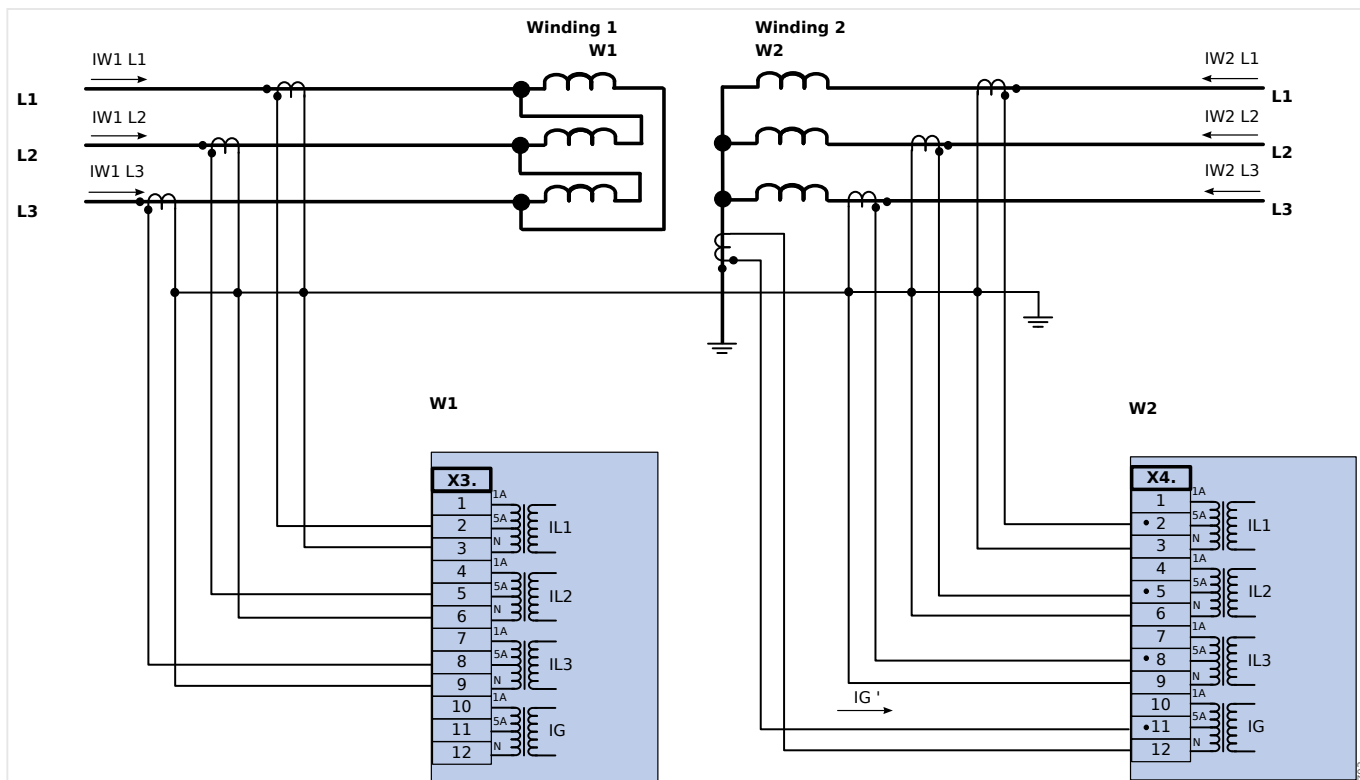 Winding 1
W1
Winding 2
W2
IW1 L1
L1
IW1 L2
L2
IW1 L3
L3
IW2 L1
L1
IW2 L2
L2
IW2 L3
L3
W1
X3.
1 1A
2 5A IL1
3 N
4 1A
5 5A IL2
6 N
7 1A
8 5A IL3
9 N
10 1A
11 5A IG
12 N
W2
X4.
1 1A
•2 5A IL1
3 N
4 1A
•5 5A IL2
6 N
7 1A
•8 5A IL3
9 N
10 1A
•11 5A IG
12 N
IG '